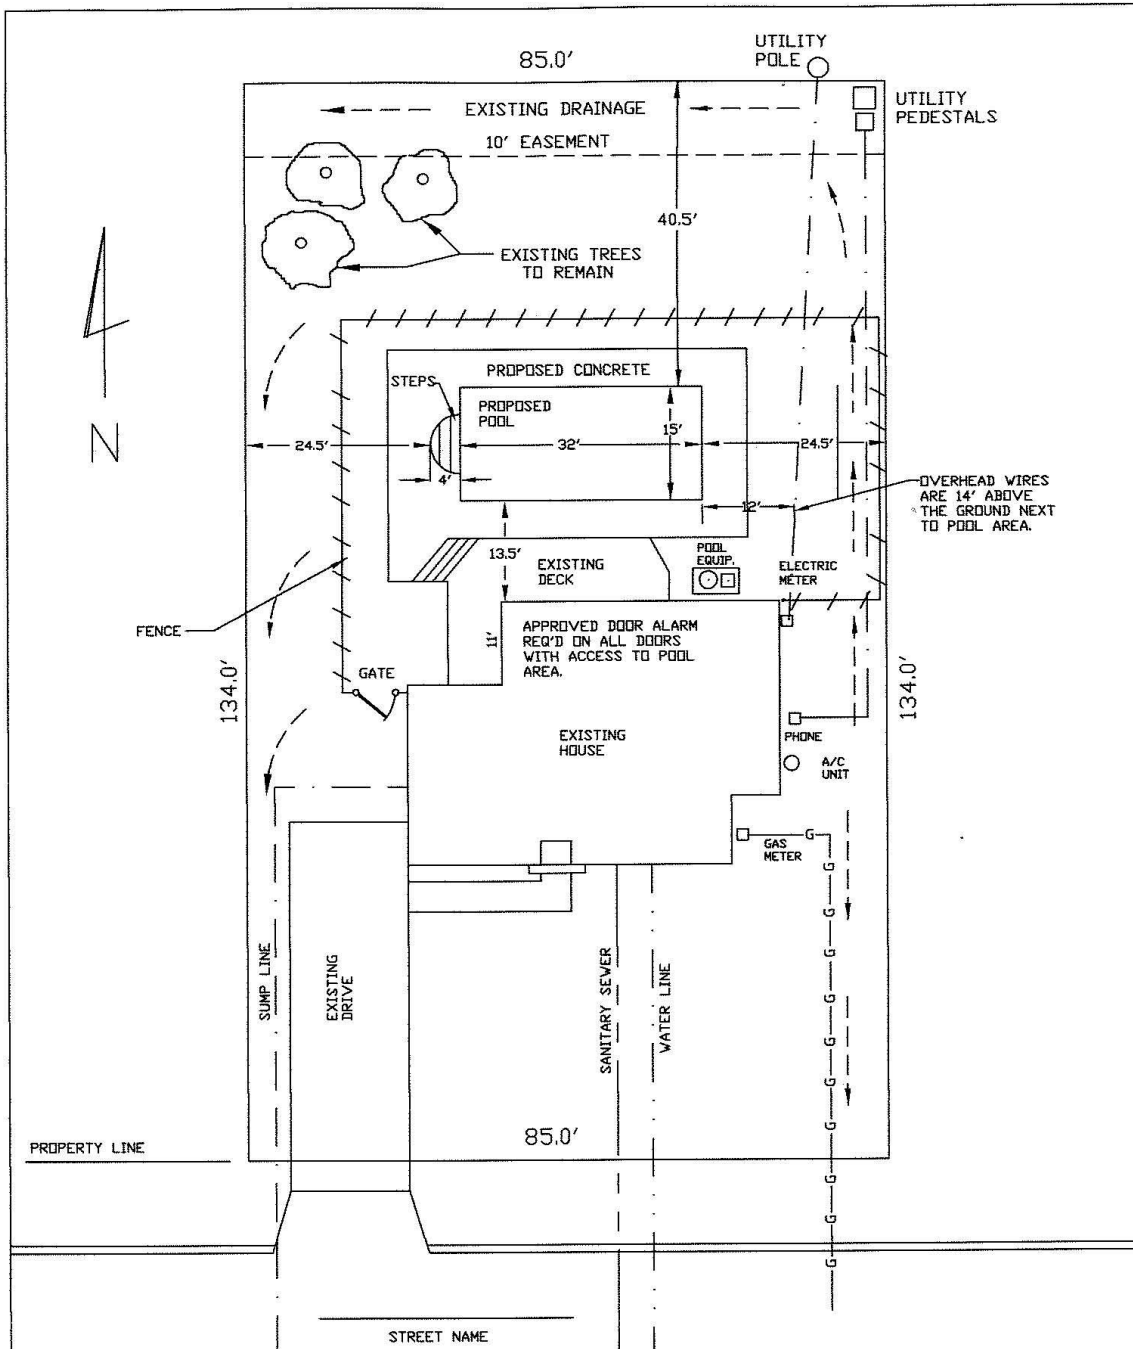 85.0'
UTILITY
POLE
UTILITY
PEDESTALS
EXISTING DRAINAGE
10' EASEMENT
40.5'
EXISTING TREES
TO REMAIN
N
PROPOSED CONCRETE
STEPS
PROPOSED
POOL
24.5'
32'
15'
24.5'
4'
12'
OVERHEAD WIRES
ARE 14' ABOVE
THE GROUND NEXT
TO POOL AREA.
13.5'
EXISTING
DECK
POOL
EQUIP.
ELECTRIC
METER
FENCE
11'
APPROVED DOOR ALARM
REQ'D ON ALL DOORS
WITH ACCESS TO POOL
AREA.
GATE
134.0'
134.0'
EXISTING
HOUSE
PHONE
A/C
UNIT
G
GAS
METER
G
G
G
G
G
G
G
G
G
G
G
SUMP LINE
EXISTING
DRIVE
SANITARY SEWER
WATER LINE
85.0'
PROPERTY LINE
STREET NAME